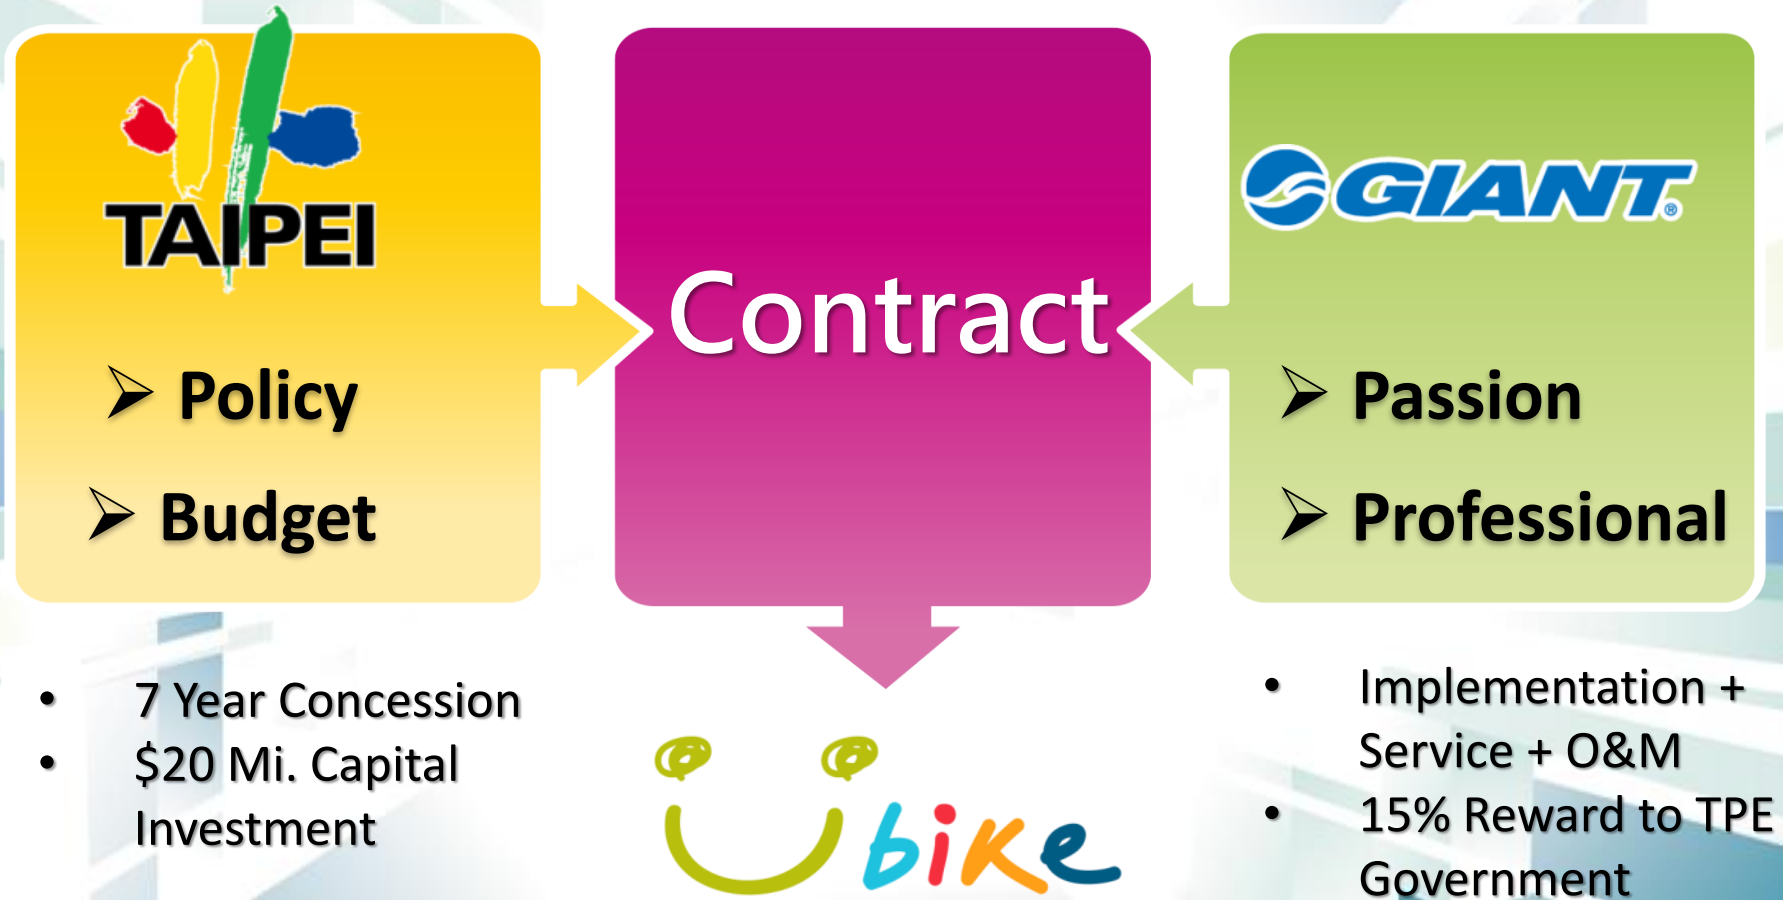 TAIPEI
➢ Policy
➢ Budget
Contract
GIANT®
➢ Passion
➢ Professional
• 7 Year Concession
• $20 Mi. Capital
Investment
Ubike
• Implementation +
Service + O&M
• 15% Reward to TPE
Government